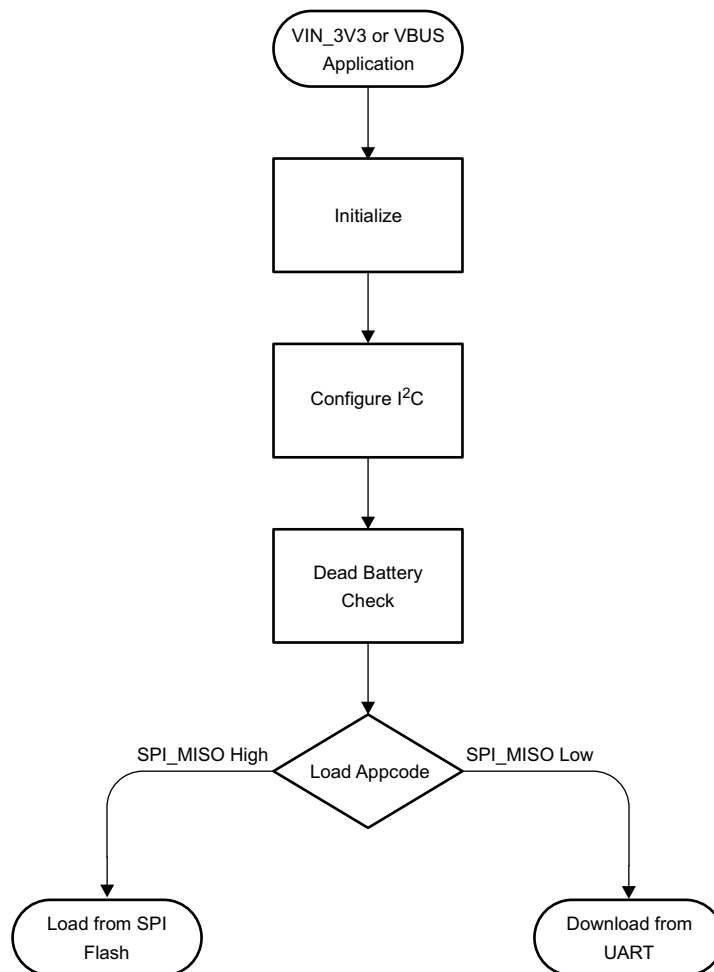 VIN_3V3 or VBUS
Application
Initialize
Configure I²C
Dead Battery
Check
SPI_MISO High
SPI_MISO Low
Load Appcode
Load from SPI
Flash
Download from
UART